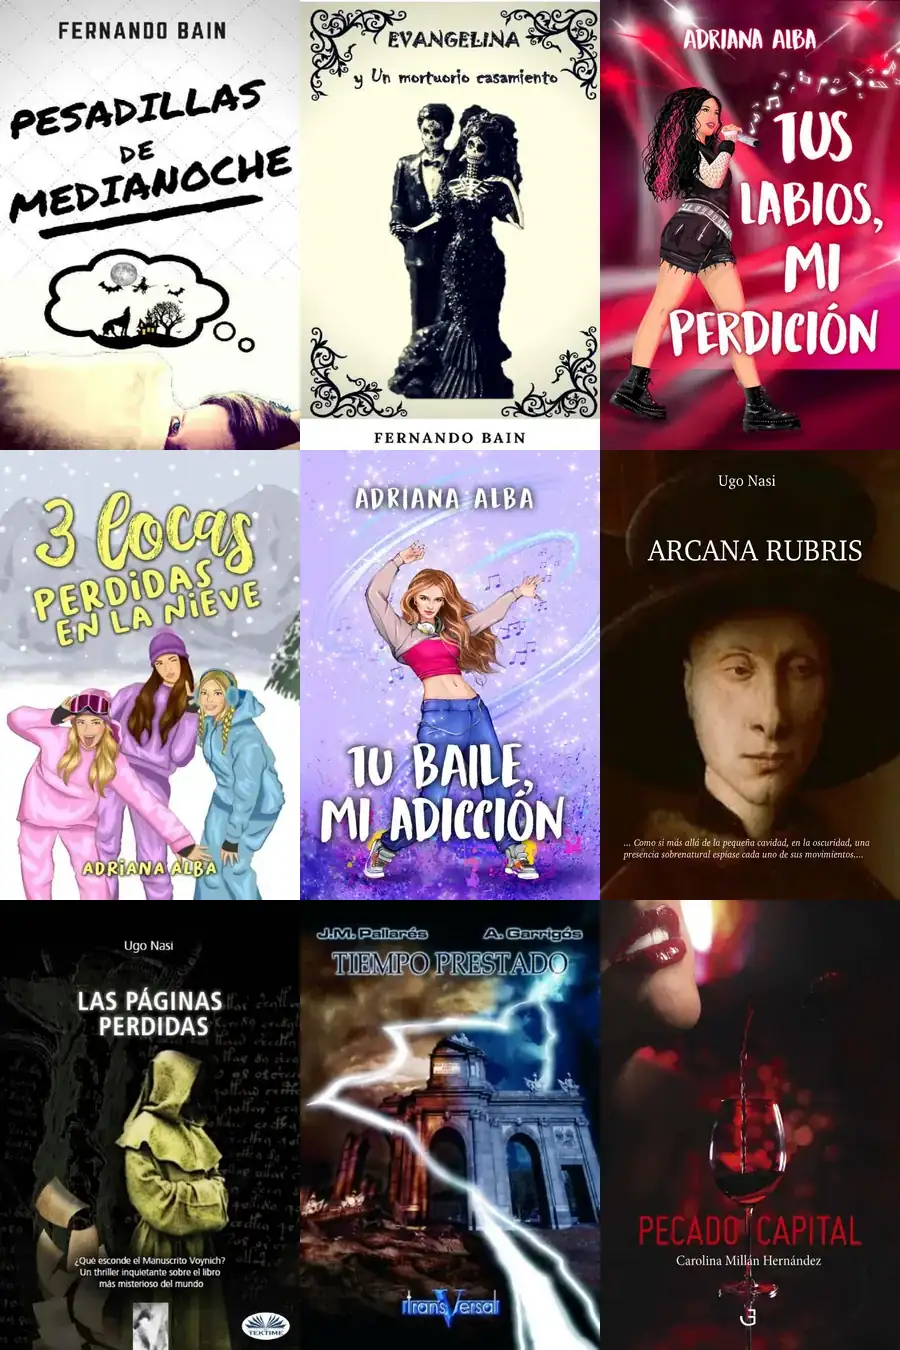 FERNANDO BAIN
PESADILLAS
DE
MEDIANOCHE
EVANGELINA
y Un mortuorio casamiento
FERNANDO BAIN
ADRIANA ALBA
TUS
LABIOS,
MI
PERDICIÓN
3 locas
PERDIDAS
EN LA NIEVE
ADRIANA ALBA
ADRIANA ALBA
TU BAILE,
MI ADICCIÓN
Ugo Nasi
ARCANA RUBRIS
... Como si más allá de la pequeña cavidad, en la oscuridad, una
presencia sobrenatural espiase cada uno de sus movimientos....
Ugo Nasi
LAS PÁGINAS
PERDIDAS
¿Qué esconde el Manuscrito Voynich?
Un thriller inquietante sobre el libro
más misterioso del mundo
TEKTIME
J.M. Pallarés A. Garrigós
TIEMPO PRESTADO
iTransVersal
PECADO CAPITAL
Carolina Millán Hernández